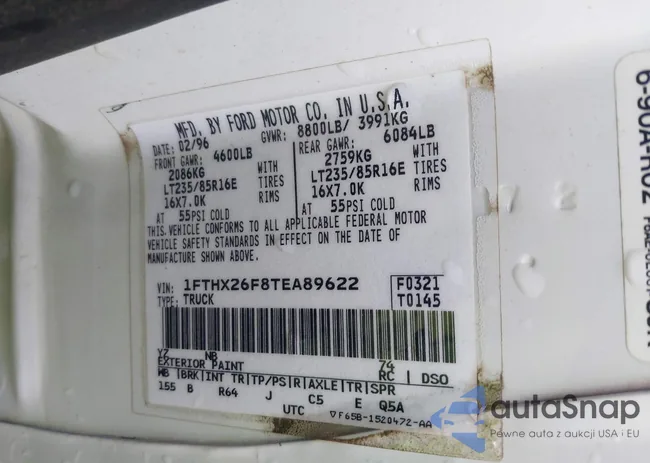 MFD. BY FORD MOTOR CO. IN U.S.A.
DATE: 02/96 GVWR: 8800LB/ 3991KG
FRONT GAWR: 4600LB REAR GAWR: 6084LB
2086KG WITH 2759KG WITH
LT235/85R16E TIRES LT235/85R16E TIRES
16X7.0K RIMS 16X7.0K RIMS
AT 55PSI COLD AT 55PSI COLD
THIS VEHICLE CONFORMS TO ALL APPLICABLE FEDERAL MOTOR
VEHICLE SAFETY STANDARDS IN EFFECT ON THE DATE OF
MANUFACTURE SHOWN ABOVE.
VIN: 1FTHX26F8TEA89622 F0321
TYPE: TRUCK T0145
YZ NB 74
EXTERIOR PAINT RC DSO
WB BRK INT TR TP/PS R AXLE TR SPR
155 B R64 J C5 E Q5A
UTC ▽F65B-1520472-AA
autaSnap
Pewne auta z aukcji USA i EU